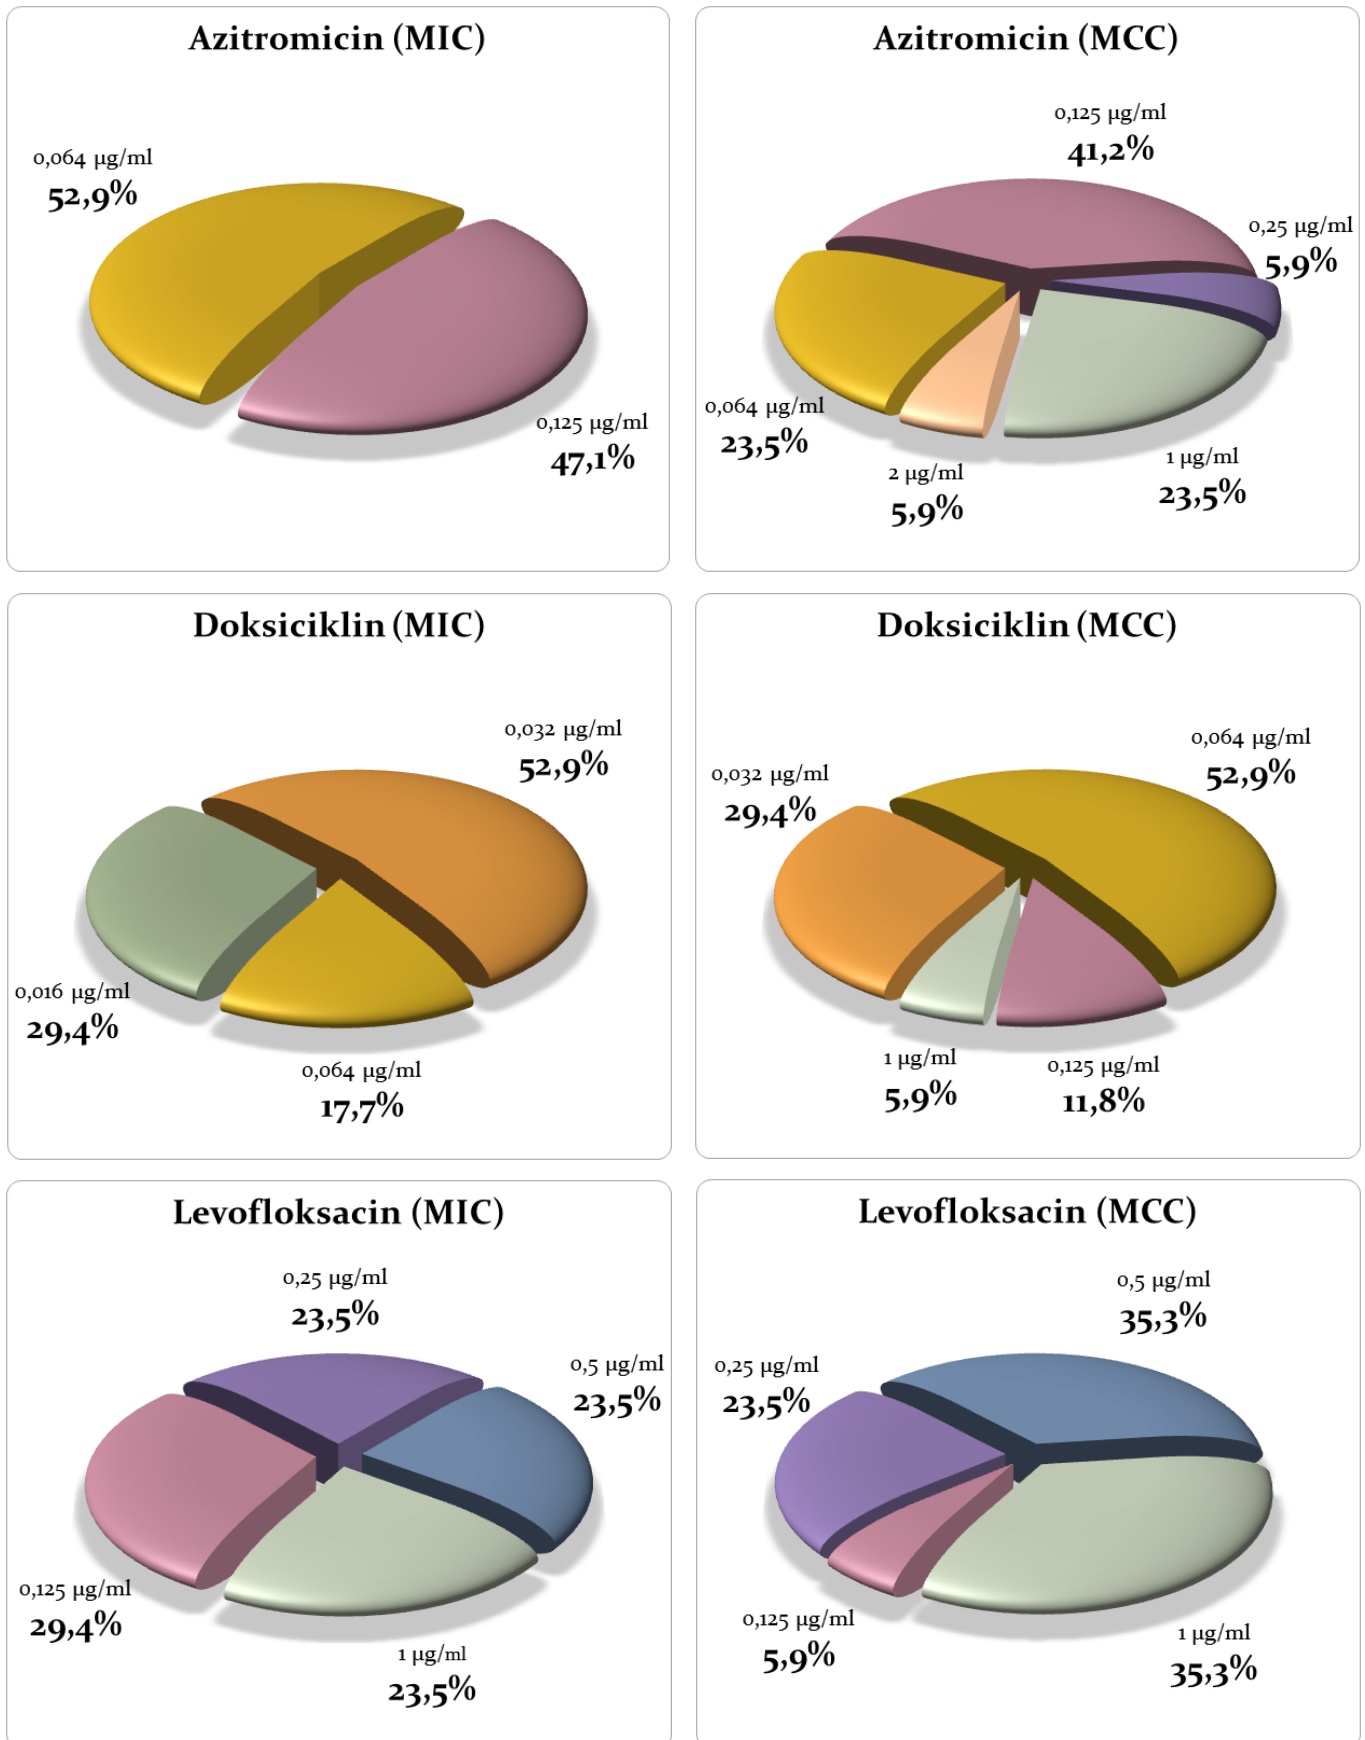 Azitromicin (MIC)
0,064 µg/ml
52,9%
0,125 µg/ml
47,1%
Azitromicin (MCC)
0,125 µg/ml
41,2%
0,25 µg/ml
5,9%
0,064 µg/ml
23,5%
2 µg/ml
5,9%
1 µg/ml
23,5%
Doksiciklin (MIC)
0,032 µg/ml
52,9%
0,016 µg/ml
29,4%
0,064 µg/ml
17,7%
Doksiciklin (MCC)
0,064 µg/ml
52,9%
0,032 µg/ml
29,4%
1 µg/ml
5,9%
0,125 µg/ml
11,8%
Levofloksacin (MIC)
0,25 µg/ml
23,5%
0,5 µg/ml
23,5%
0,125 µg/ml
29,4%
1 µg/ml
23,5%
Levofloksacin (MCC)
0,5 µg/ml
35,3%
0,25 µg/ml
23,5%
0,125 µg/ml
5,9%
1 µg/ml
35,3%